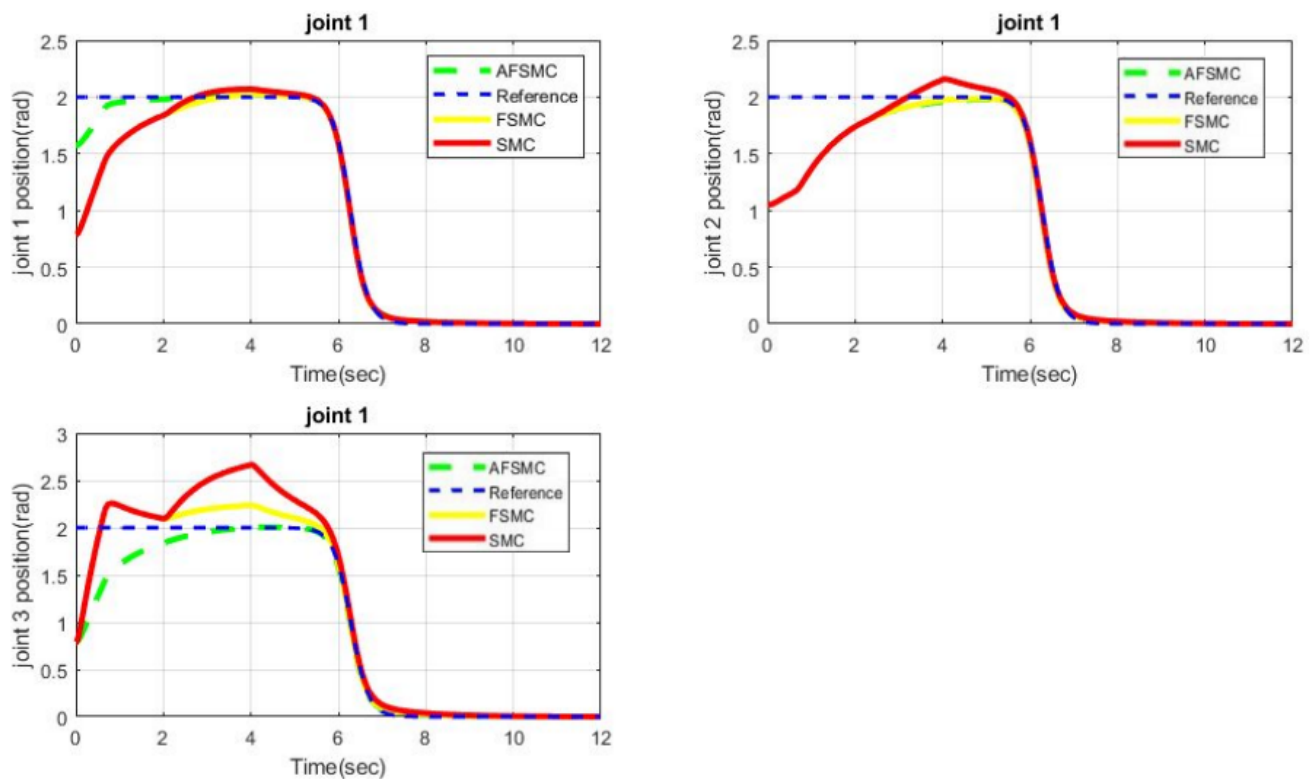 joint 1
2.5
2
1.5
1
0.5
0
joint 1 position(rad)
AFSMC
Reference
FSMC
SMC
0 2 4 6 8 10 12
Time(sec)
joint 1
2.5
2
1.5
1
0.5
0
joint 2 position(rad)
AFSMC
Reference
FSMC
SMC
0 2 4 6 8 10 12
Time(sec)
joint 1
3
2.5
2
1.5
1
0.5
0
joint 3 position(rad)
AFSMC
Reference
FSMC
SMC
0 2 4 6 8 10 12
Time(sec)